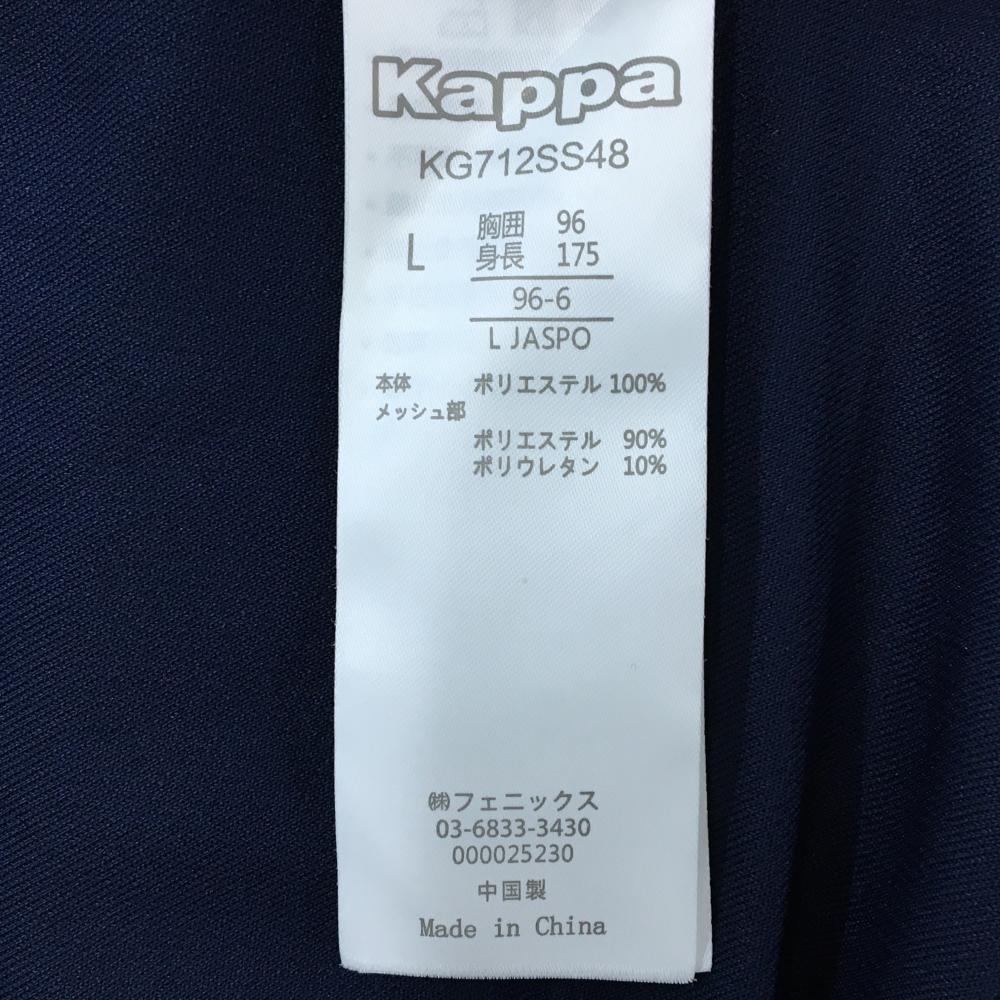 Kappa
KG712SS48
L
胸囲 96
身長 175
96-6
L JASPO
本体 ポリエステル 100%
メッシュ部
ポリエステル 90%
ポリウレタン 10%
㈱フェニックス
03-6833-3430
000025230
中国製
Made in China